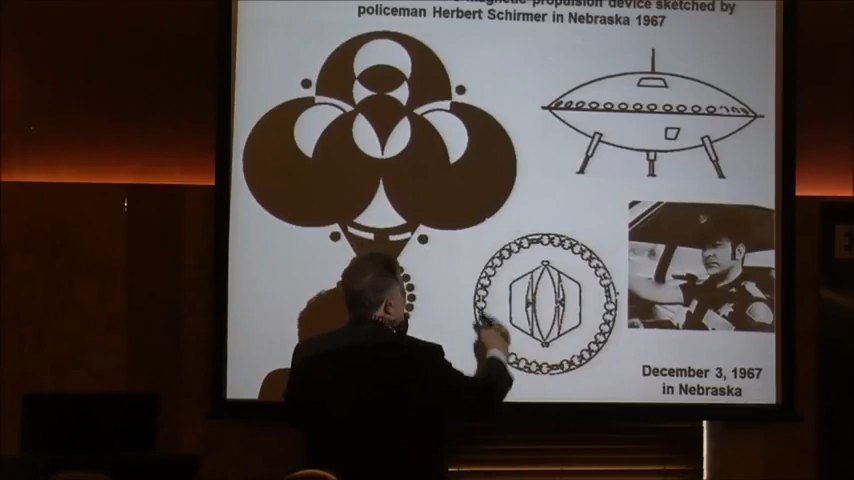 magnetic propulsion device sketched by
policeman Herbert Schirmer in Nebraska 1967
December 3, 1967
in Nebraska